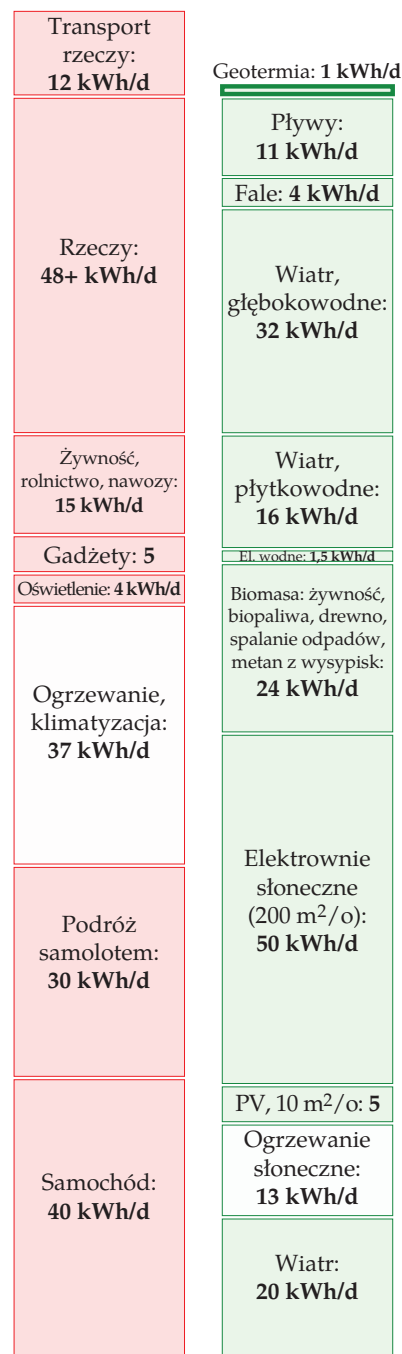 Transport
rzeczy:
12 kWh/d
Rzeczy:
48+ kWh/d
Żywność,
rolnictwo, nawozy:
15 kWh/d
Gadżety: 5
Oświetlenie: 4 kWh/d
Ogrzewanie,
klimatyzacja:
37 kWh/d
Podróż
samolotem:
30 kWh/d
Samochód:
40 kWh/d
Geotermia: 1 kWh/d
Pływy:
11 kWh/d
Fale: 4 kWh/d
Wiatr,
głębokowodne:
32 kWh/d
Wiatr,
płytkowodne:
16 kWh/d
El. wodne: 1,5 kWh/d
Biomasa: żywność,
biopaliwa, drewno,
spalanie odpadów,
metan z wysypisk:
24 kWh/d
Elektrownie
słoneczne
(200 m²/o):
50 kWh/d
PV, 10 m²/o: 5
Ogrzewanie
słoneczne:
13 kWh/d
Wiatr:
20 kWh/d